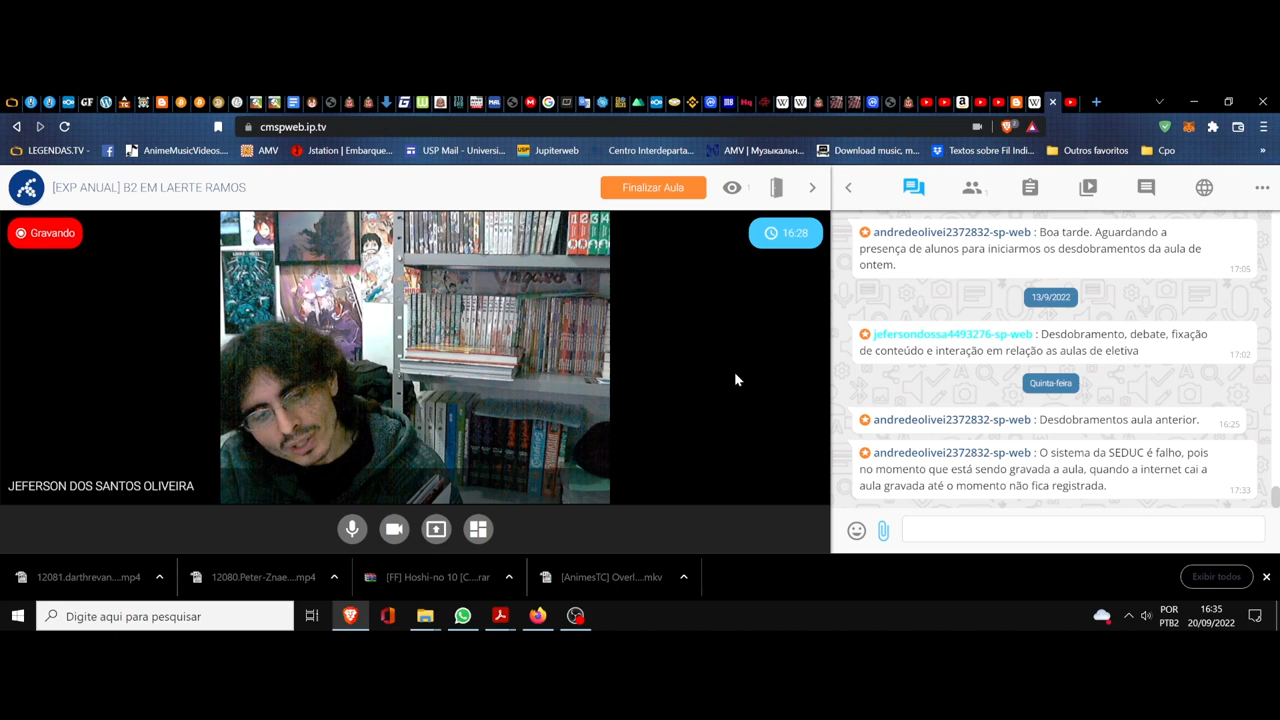 cmspweb.ip.tv
LEGENDAS.TV -
AnimeMusicVideos...
AMV
Jstation | Embarque...
USP Mail - Universi...
Jupiterweb
Centro Interdeparta...
AMV | Музыкальн...
Download music, m...
Textos sobre Fil Indi...
Outros favoritos
Cpo
[EXP ANUAL] B2 EM LAERTE RAMOS
Finalizar Aula
1
1
Gravando
16:28
JEFERSON DOS SANTOS OLIVEIRA
andredeolivei2372832-sp-web : Boa tarde. Aguardando a
presença de alunos para iniciarmos os desdobramentos da aula de
ontem.
17:05
13/9/2022
jefersondossa4493276-sp-web : Desdobramento, debate, fixação
de conteúdo e interação em relação as aulas de eletiva
17:02
Quinta-feira
andredeolivei2372832-sp-web : Desdobramentos aula anterior.
16:25
andredeolivei2372832-sp-web : O sistema da SEDUC é falho, pois
no momento que está sendo gravada a aula, quando a internet cai a
aula gravada até o momento não fica registrada.
17:33
12081.darthrevan....mp4
12080.Peter-Znae....mp4
[FF] Hoshi-no 10 [C....rar
[AnimesTC] Overl....mkv
Exibir todos
Digite aqui para pesquisar
POR
PTB2
16:35
20/09/2022